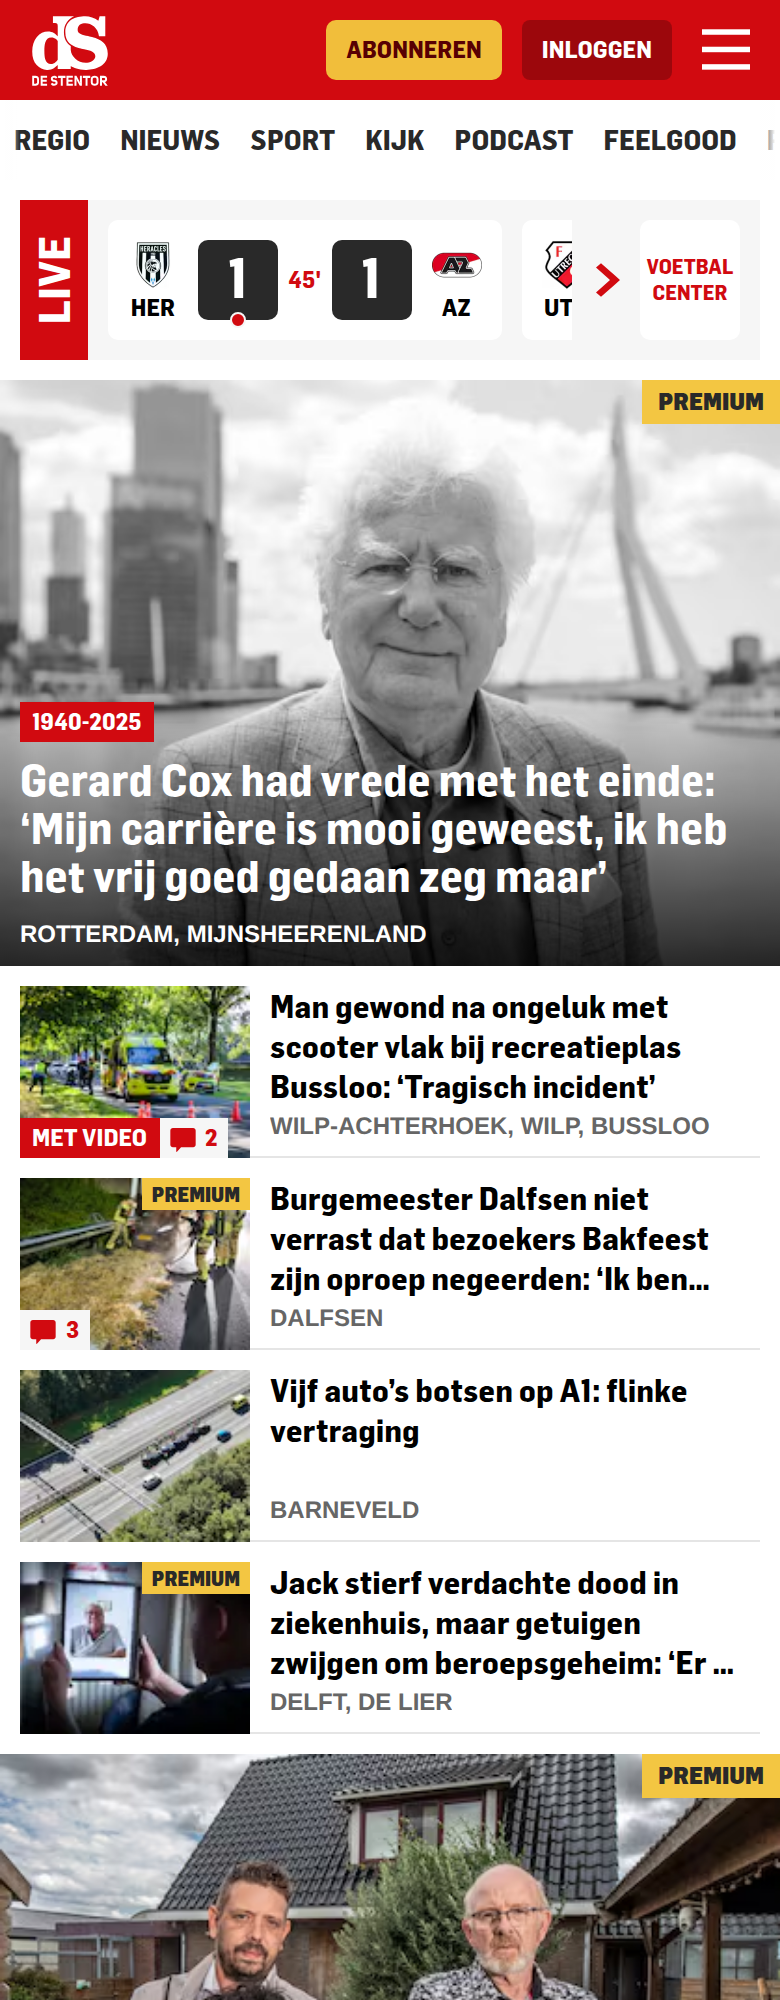 dS
DE STENTOR
ABONNEREN
INLOGGEN
REGIO NIEUWS SPORT KIJK PODCAST FEELGOOD
LIVE
HERACLES
HER
1
45'
1
AZ
AZ
F
UT
VOETBAL
CENTER
PREMIUM
1940-2025
Gerard Cox had vrede met het einde:
‘Mijn carrière is mooi geweest, ik heb
het vrij goed gedaan zeg maar’
ROTTERDAM, MIJNSHEERENLAND
Man gewond na ongeluk met
scooter vlak bij recreatieplas
Bussloo: ‘Tragisch incident’
WILP-ACHTERHOEK, WILP, BUSSLOO
MET VIDEO
2
PREMIUM
Burgemeester Dalfsen niet
verrast dat bezoekers Bakfeest
zijn oproep negeerden: ‘Ik ben...
DALFSEN
3
Vijf auto’s botsen op A1: flinke
vertraging
BARNEVELD
PREMIUM
Jack stierf verdachte dood in
ziekenhuis, maar getuigen
zwijgen om beroepsgeheim: ‘Er ...
DELFT, DE LIER
PREMIUM